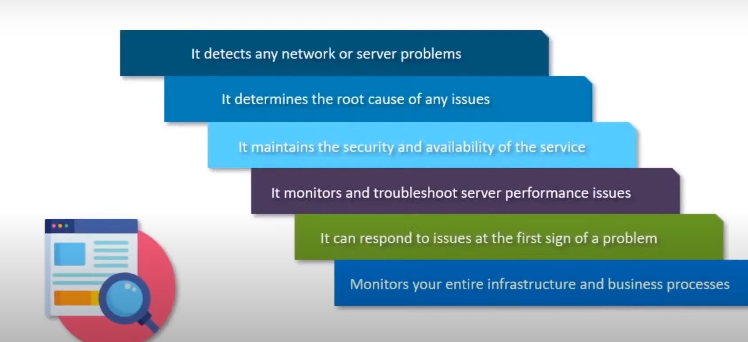 It detects any network or server problems
It determines the root cause of any issues
It maintains the security and availability of the service
It monitors and troubleshoot server performance issues
It can respond to issues at the first sign of a problem
Monitors your entire infrastructure and business processes